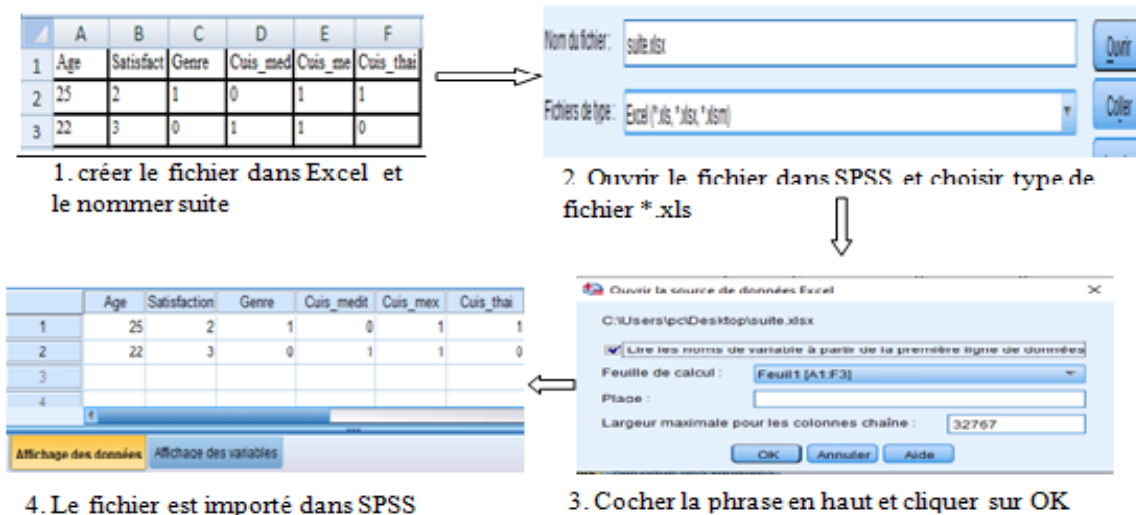 A B C D E F
1 Age Satisfact Genre Cuis_med Cuis_me Cuis_thai
2 25 2 1 0 1 1
3 22 3 0 1 1 0
1. créer le fichier dans Excel et
le nommer suite
Nom du fichier : suite.xlsx Ouvrir
Fichiers de type : Excel (*.xls, *.xlsx, *.xlsm) Coller
2. Ouvrir le fichier dans SPSS et choisir type de
fichier *.xls
Ouvrir la source de données Excel
C:\Users\pc\Desktop\suite.xlsx
Lire les noms de variable à partir de la première ligne de données
Feuille de calcul : Feuil1 [A1:F3]
Plage :
Largeur maximale pour les colonnes chaîne : 32767
OK Annuler Aide
3. Cocher la phrase en haut et cliquer sur OK
Age Satisfaction Genre Cuis_medit Cuis_mex Cuis_thai
1 25 2 1 0 1 1
2 22 3 0 1 1 0
3
4
Affichage des données Affichage des variables
4. Le fichier est importé dans SPSS